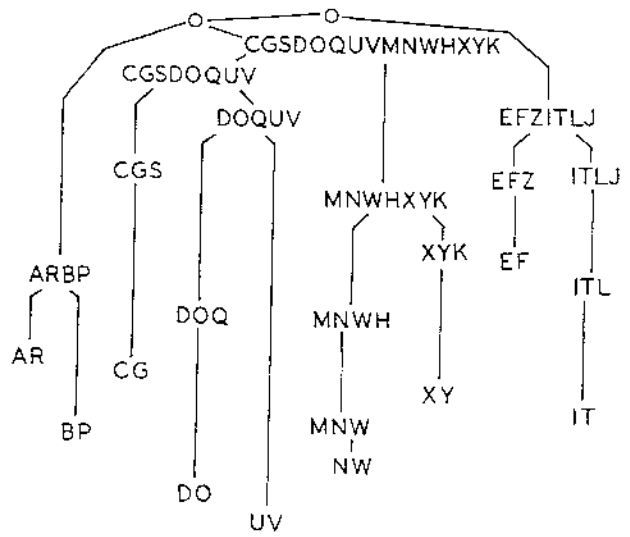 O O
CGSDOQUVMNWHXYK
CGSDOQUV
DOQUV EFZITLJ
CGS EFZ ITLJ
MNWHXYK
XYK EF
ARBP ITL
DOQ MNWH
AR CG
XY
BP MNW IT
NW
DO
UV